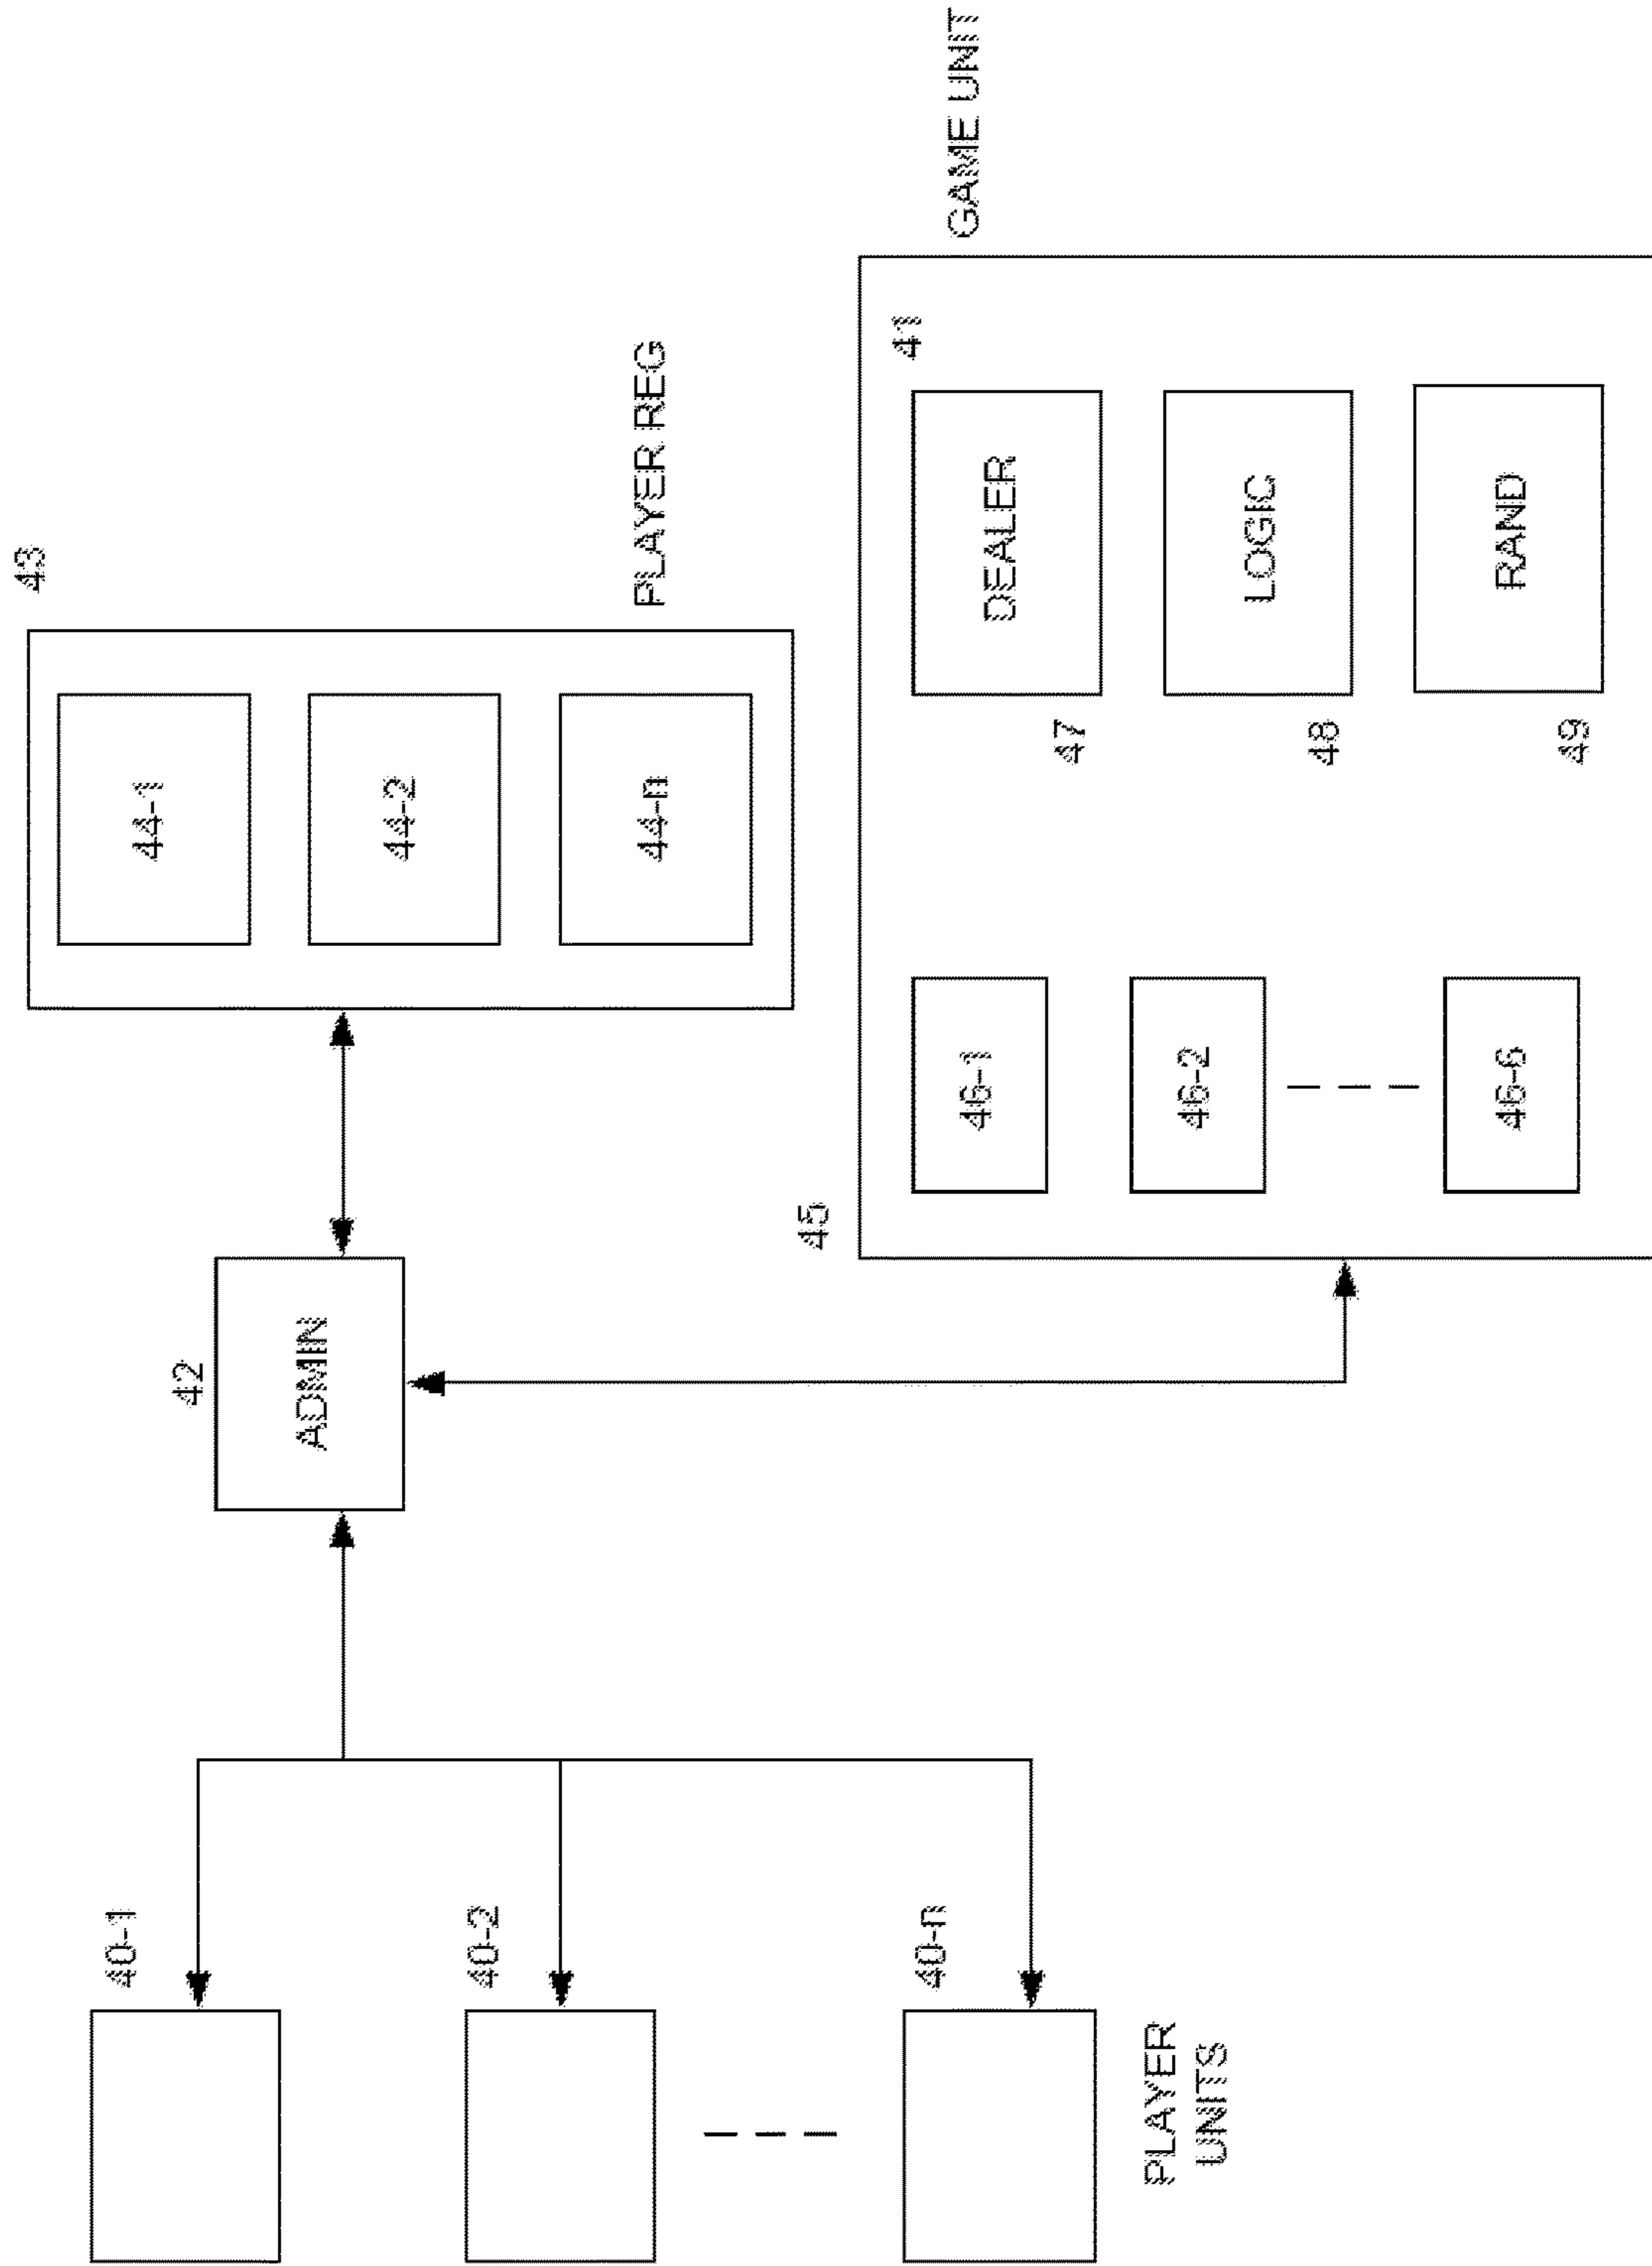 40-1
40-2
40-n
PLAYER
UNITS
42
ADMIN
43
44-1
44-2
44-n
PLAYER REG
45
46-1
46-2
46-6
41
DEALER
47
LOGIC
48
RAND
49
GAME UNIT